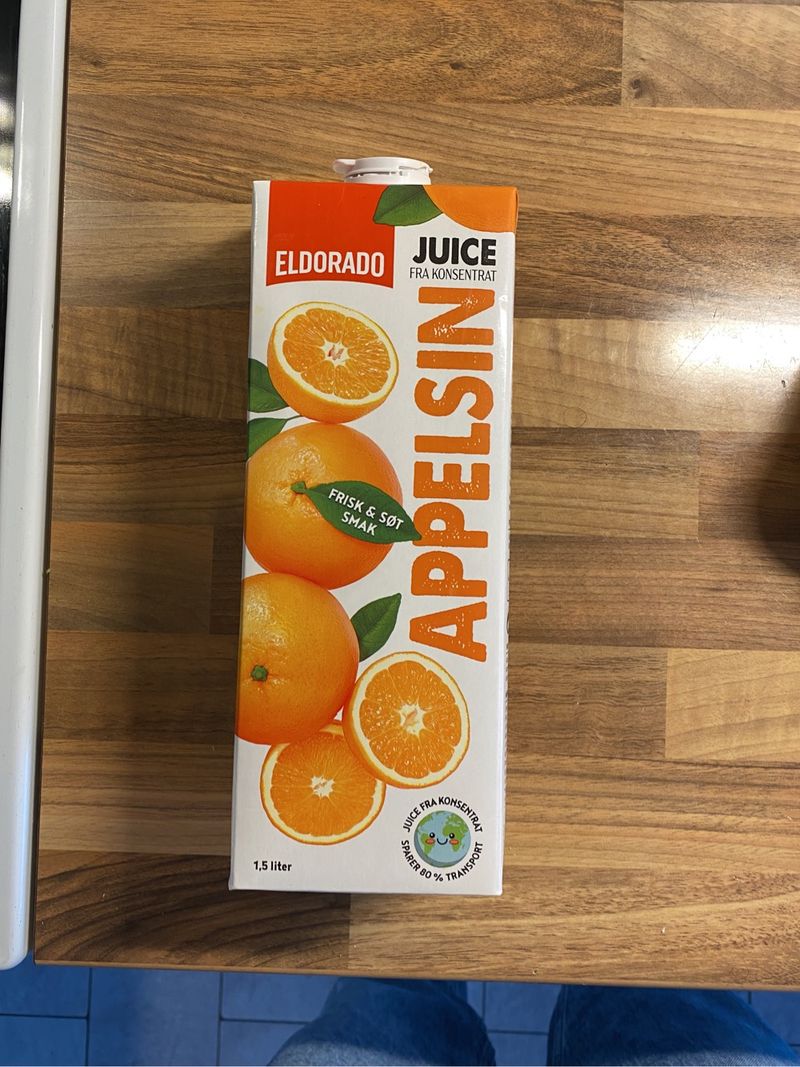 ELDORADO
JUICE
FRA KONSENTRAT
APPELSIN
FRISK & SØT
SMAK
JUICE FRA KONSENTRAT
SPARER 80 % TRANSPORT
1,5 liter